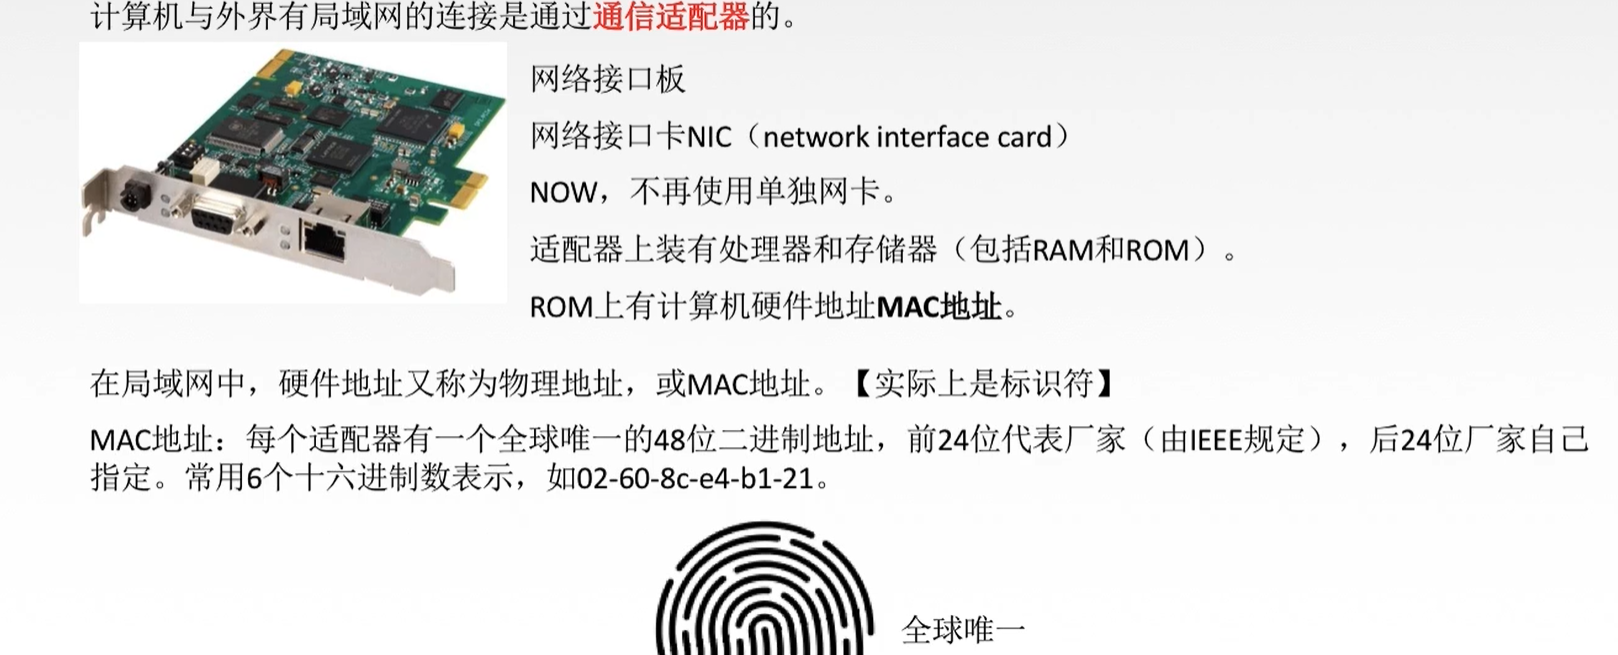 计算机与外界有局域网的连接是通过通信适配器的。
网络接口板
网络接口卡NIC（network interface card）
NOW，不再使用单独网卡。
适配器上装有处理器和存储器（包括RAM和ROM）。
ROM上有计算机硬件地址MAC地址。
在局域网中，硬件地址又称为物理地址，或MAC地址。【实际上是标识符】
MAC地址：每个适配器有一个全球唯一的48位二进制地址，前24位代表厂家（由IEEE规定），后24位厂家自己
指定。常用6个十六进制数表示，如02-60-8c-e4-b1-21。
全球唯一